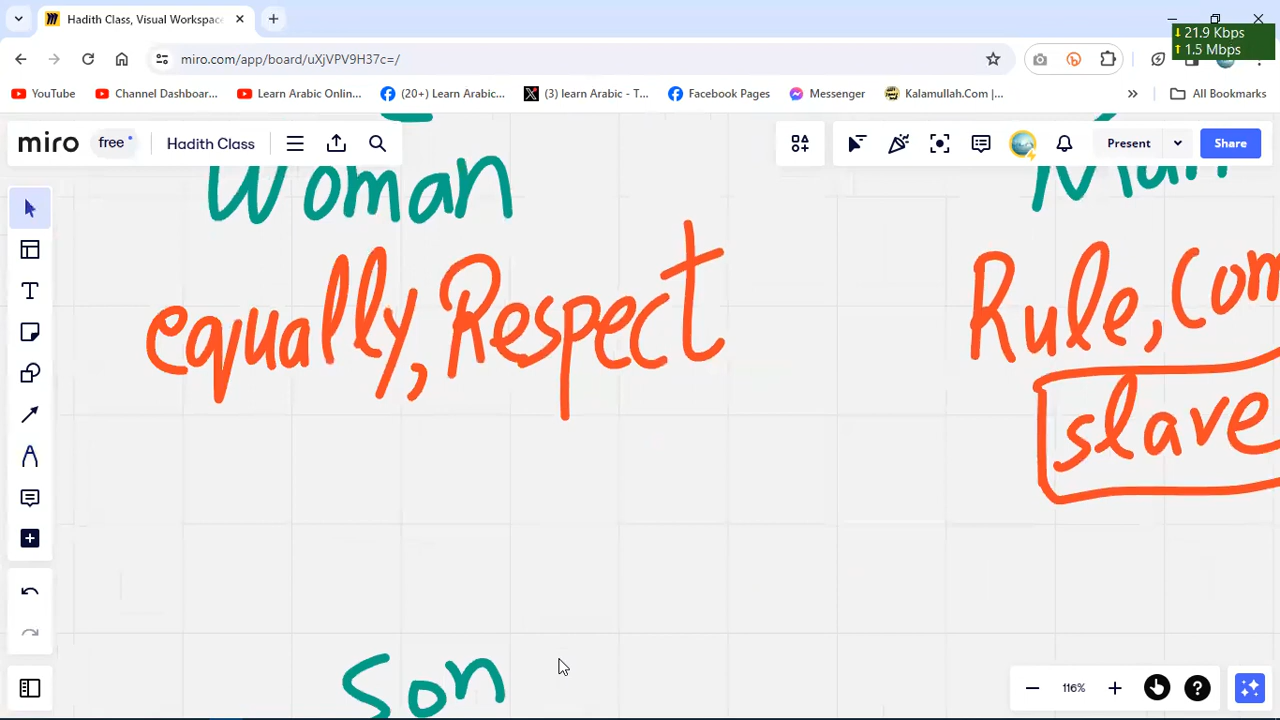 Hadith Class, Visual Workspac
21.9 Kbps
1.5 Mbps
miro.com/app/board/uXjVPV9H37c=/
YouTube
Channel Dashboar...
Learn Arabic Onlin...
(20+) Learn Arabic...
(3) learn Arabic - T...
Facebook Pages
Messenger
Kalamullah.Com |...
All Bookmarks
miro
free
Hadith Class
Present
Share
Woman
Man
equally, Respect
Rule, Com
slave
Son
116%